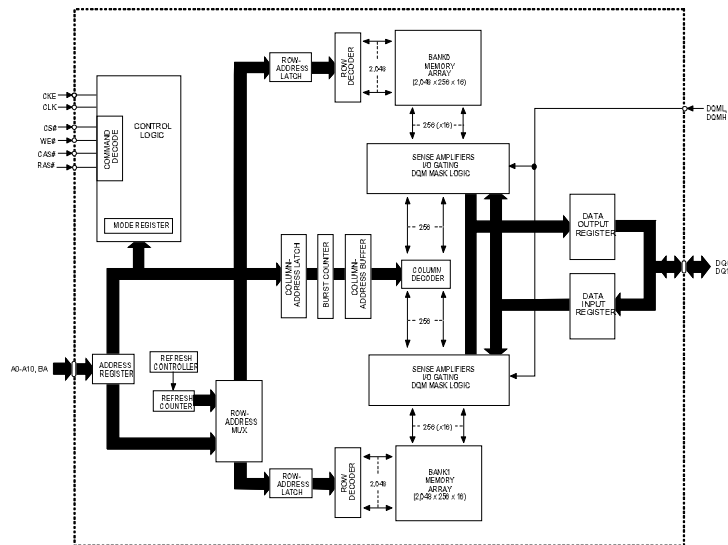 ROW-
ADDRESS
LATCH
ROW
DECODER
2,048
BANK0
MEMORY
ARRAY
(2,048 x 256 x 16)
CKE
CLK
CS#
WE#
CAS#
RAS#
COMMAND
DECODE
CONTROL
LOGIC
MODE REGISTER
256 (x16)
DQML,
DQMH
SENSE AMPLIFIERS
I/O GATING
DQM MASK LOGIC
256
DATA
OUTPUT
REGISTER
COLUMN-
ADDRESS LATCH
BURST COUNTER
COLUMN-
ADDRESS BUFFER
COLUMN
DECODER
DATA
INPUT
REGISTER
256
A0-A10, BA
ADDRESS
REGISTER
REFRESH
CONTROLLER
REFRESH
COUNTER
ROW-
ADDRESS
MUX
SENSE AMPLIFIERS
I/O GATING
DQM MASK LOGIC
256 (x16)
ROW-
ADDRESS
LATCH
ROW
DECODER
2,048
BANK1
MEMORY
ARRAY
(2,048 x 256 x 16)